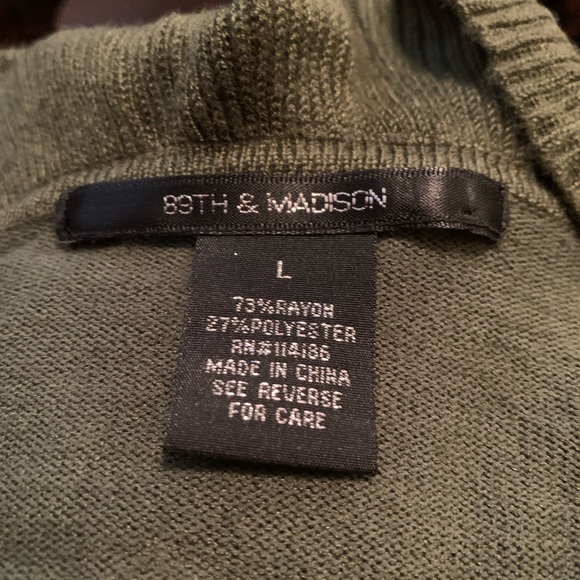 89TH & MADISON
L
73%RAYON
27%POLYESTER
RN#114186
MADE IN CHINA
SEE REVERSE
FOR CARE